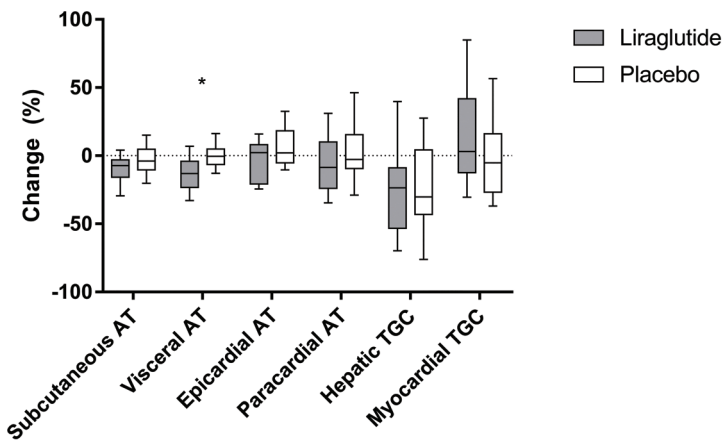 100
50
0
-50
-100
Change (%)
*
Liraglutide
Placebo
Subcutaneous AT
Visceral AT
Epicardial AT
Paracardial AT
Hepatic TGC
Myocardial TGC